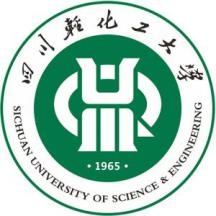 四川轻化工大学
· 1965 ·
SICHUAN UNIVERSITY OF SCIENCE & ENGINEERING